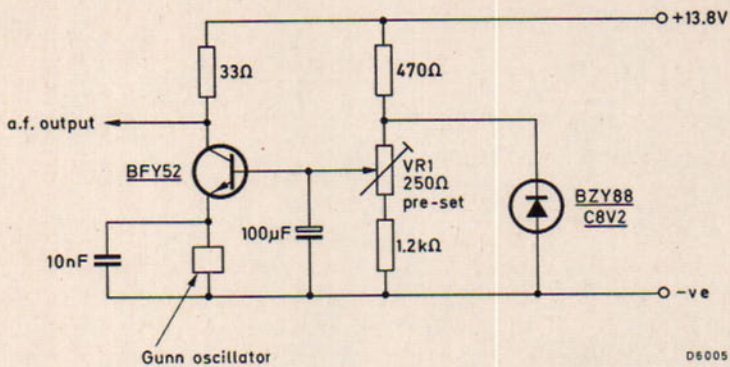 +13.8V
33Ω
470Ω
a.f. output
BFY52
VR1
250Ω
pre-set
BZY88
C8V2
100µF
1.2kΩ
10nF
-ve
Gunn oscillator
D6005